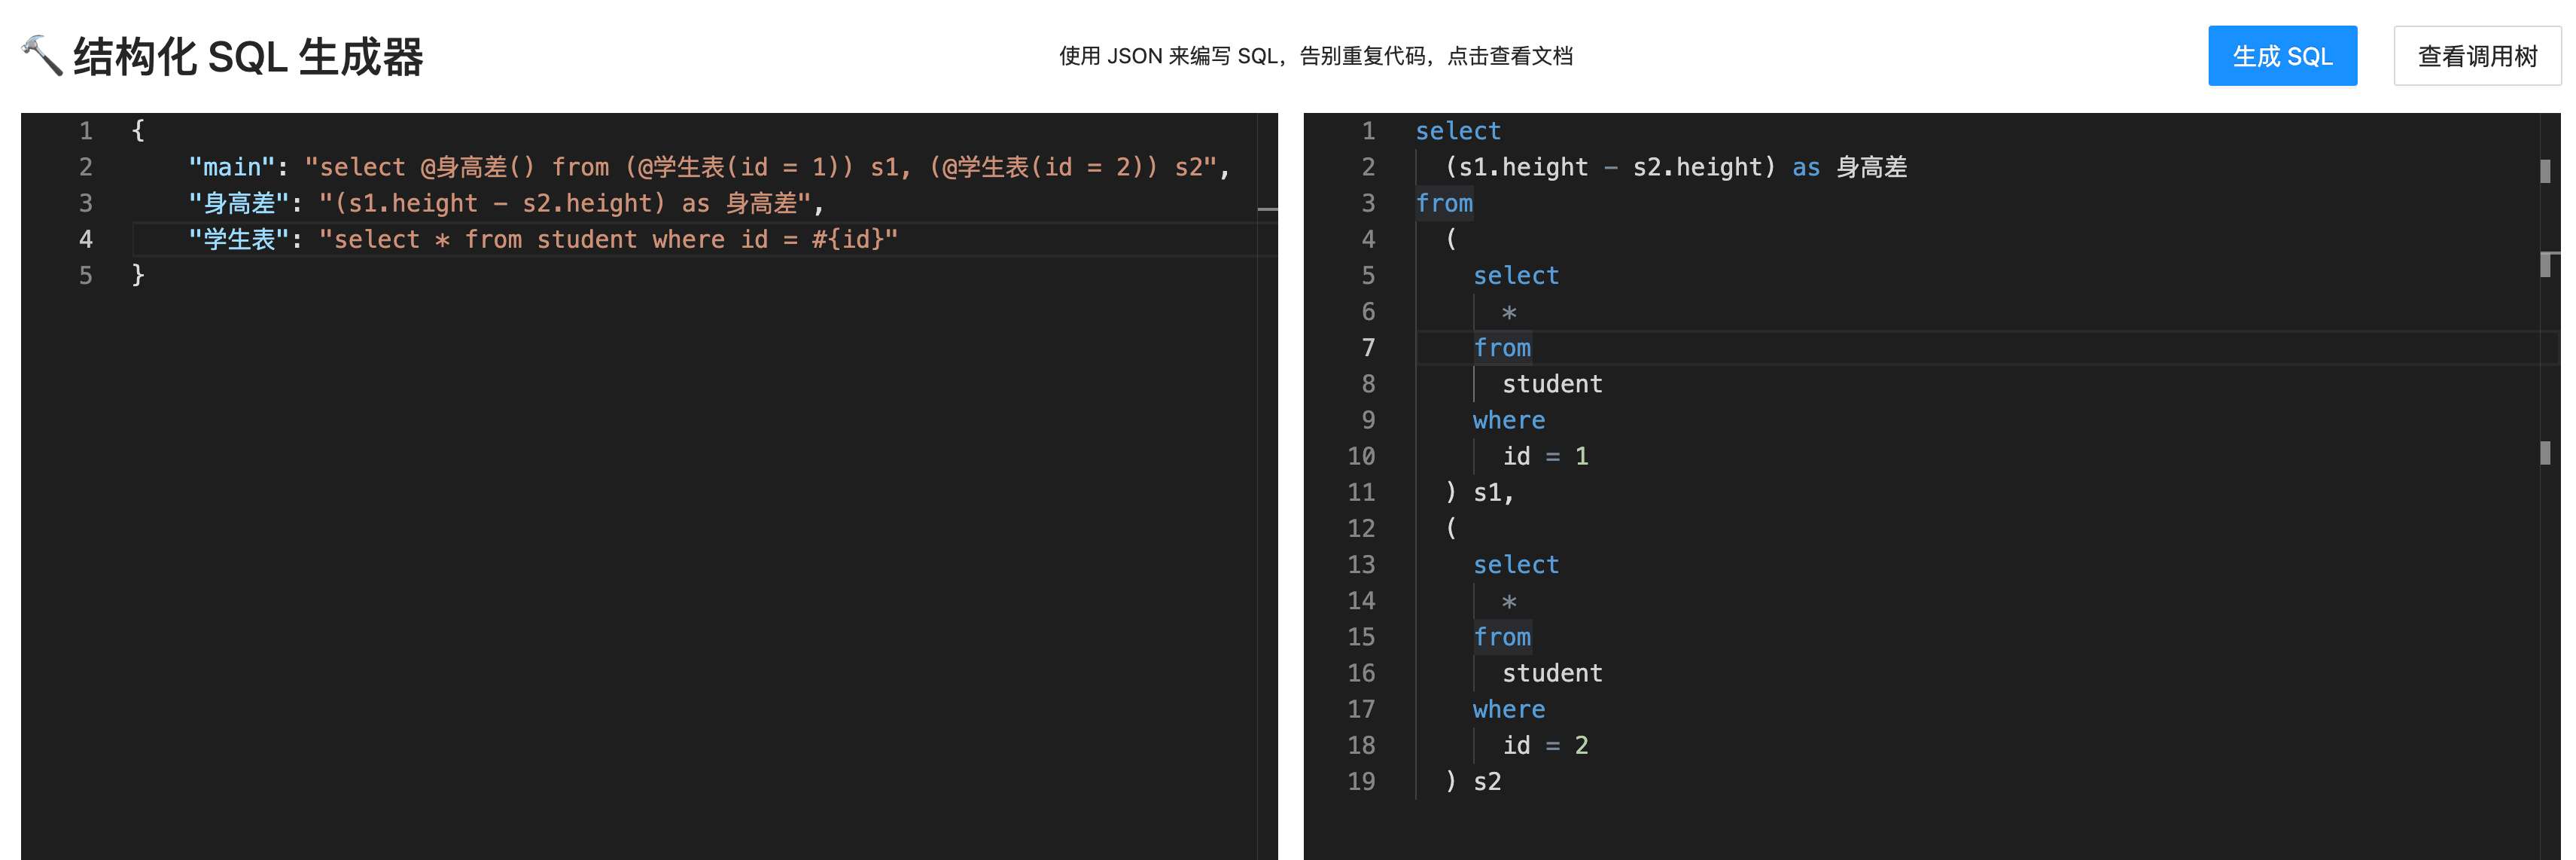 🔨 结构化 SQL 生成器
使用 JSON 来编写 SQL，告别重复代码，点击查看文档
生成 SQL
查看调用树
1 {
2 "main": "select @身高差() from (@学生表(id = 1)) s1, (@学生表(id = 2)) s2",
3 "身高差": "(s1.height - s2.height) as 身高差",
4 "学生表": "select * from student where id = #{id}"
5 }
1 select
2 (s1.height - s2.height) as 身高差
3 from
4 (
5 select
6 *
7 from
8 student
9 where
10 id = 1
11 ) s1,
12 (
13 select
14 *
15 from
16 student
17 where
18 id = 2
19 ) s2